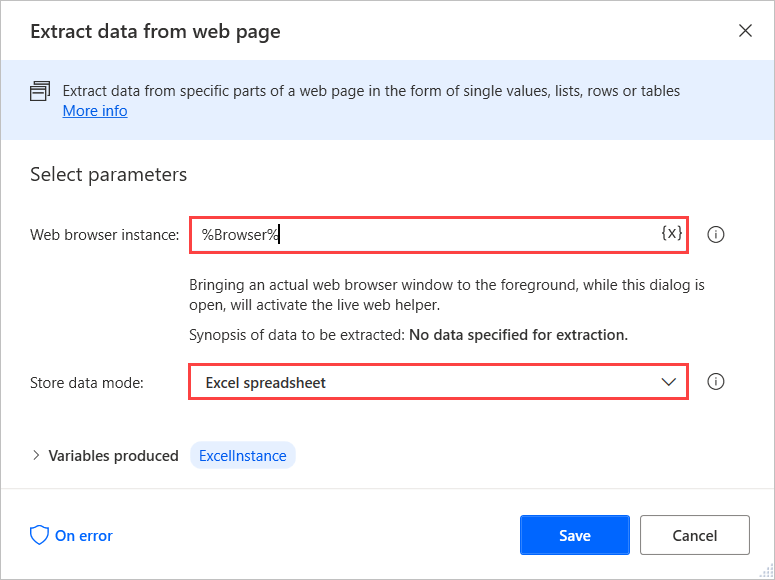 Extract data from web page
Extract data from specific parts of a web page in the form of single values, lists, rows or tables
More info
Select parameters
Web browser instance: %Browser% {x}
Bringing an actual web browser window to the foreground, while this dialog is
open, will activate the live web helper.
Synopsis of data to be extracted: No data specified for extraction.
Store data mode: Excel spreadsheet
Variables produced ExcelInstance
On error Save Cancel